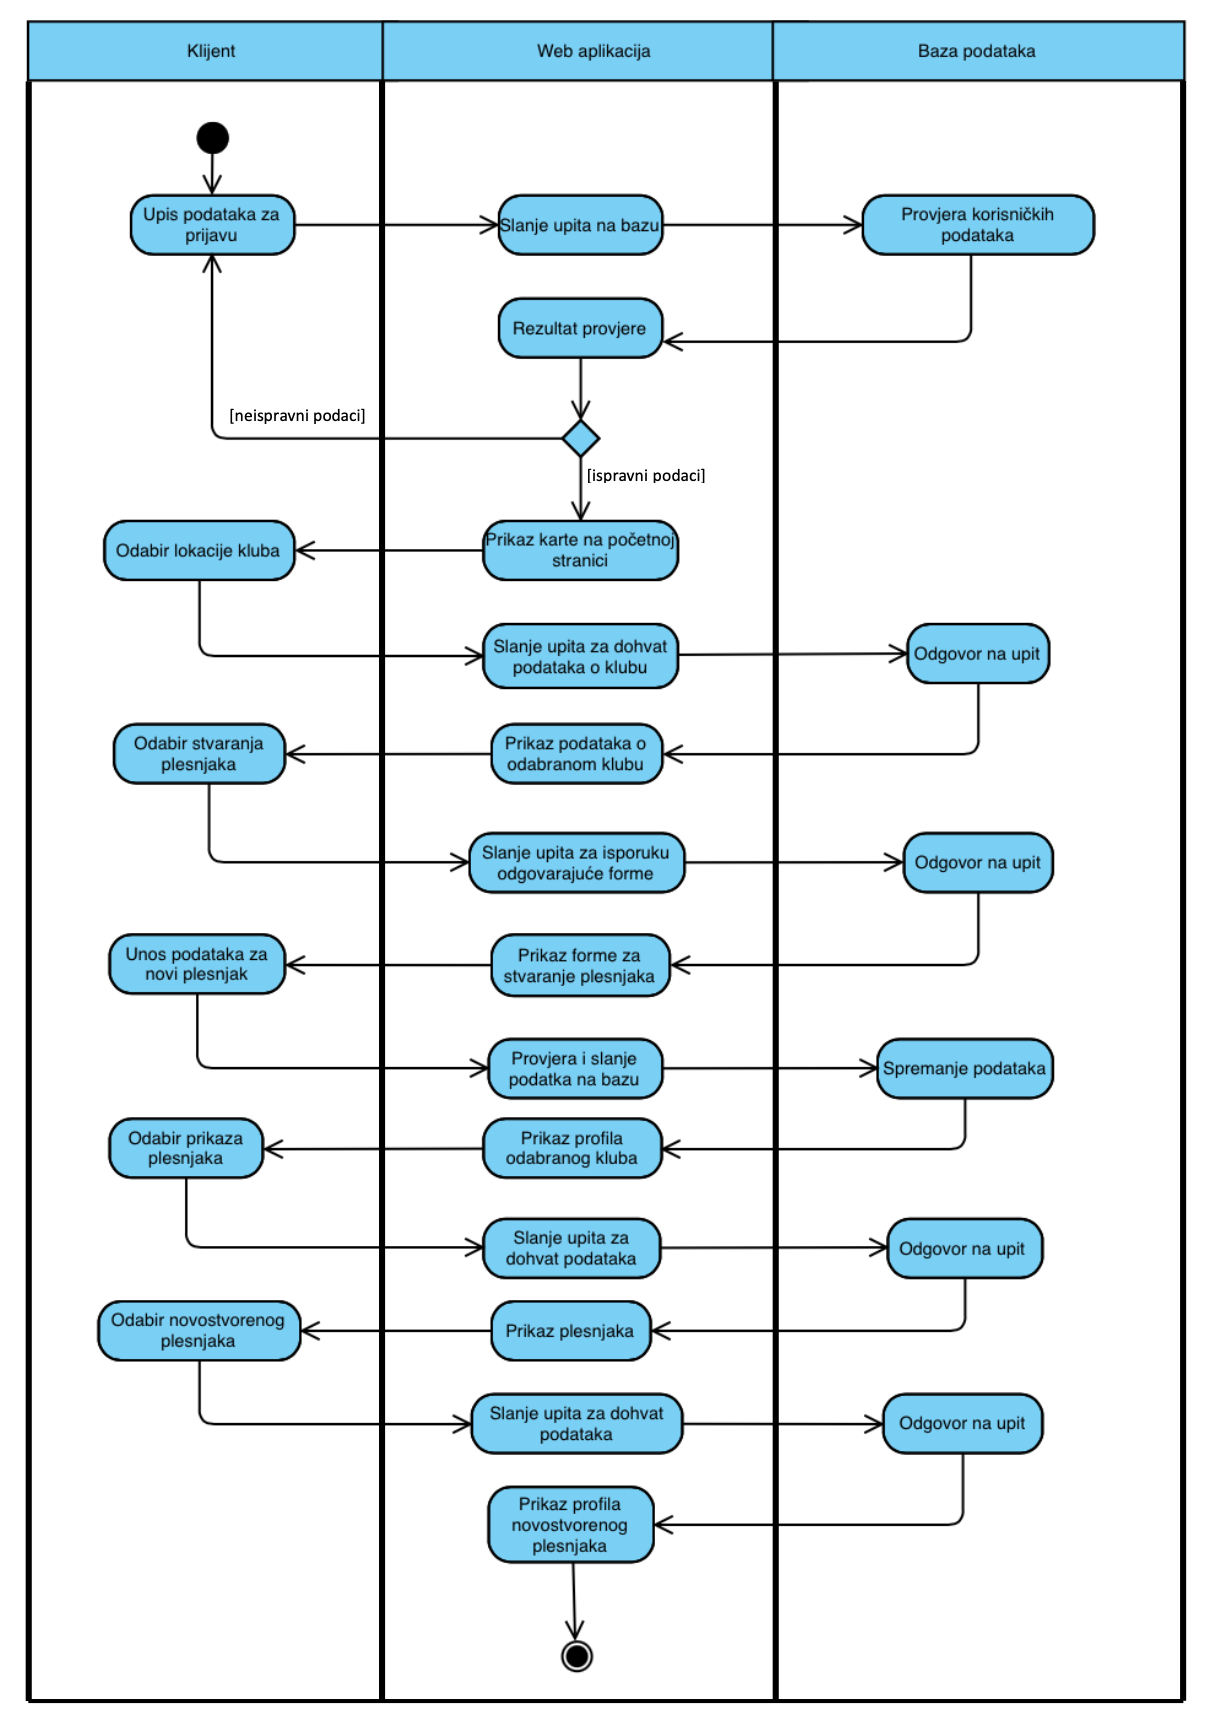 Klijent
Web aplikacija
Baza podataka
Upis podataka za
prijavu
Slanje upita na bazu
Provjera korisničkih
podataka
Rezultat provjere
[neispravni podaci]
[ispravni podaci]
Odabir lokacije kluba
Prikaz karte na početnoj
stranici
Slanje upita za dohvat
podataka o klubu
Odgovor na upit
Odabir stvaranja
plesnjaka
Prikaz podataka o
odabranom klubu
Slanje upita za isporuku
odgovarajuće forme
Odgovor na upit
Unos podataka za
novi plesnjak
Prikaz forme za
stvaranje plesnjaka
Provjera i slanje
podatka na bazu
Spremanje podataka
Odabir prikaza
plesnjaka
Prikaz profila
odabranog kluba
Slanje upita za
dohvat podataka
Odgovor na upit
Odabir novostvorenog
plesnjaka
Prikaz plesnjaka
Slanje upita za dohvat
podataka
Odgovor na upit
Prikaz profila
novostvorenog
plesnjaka